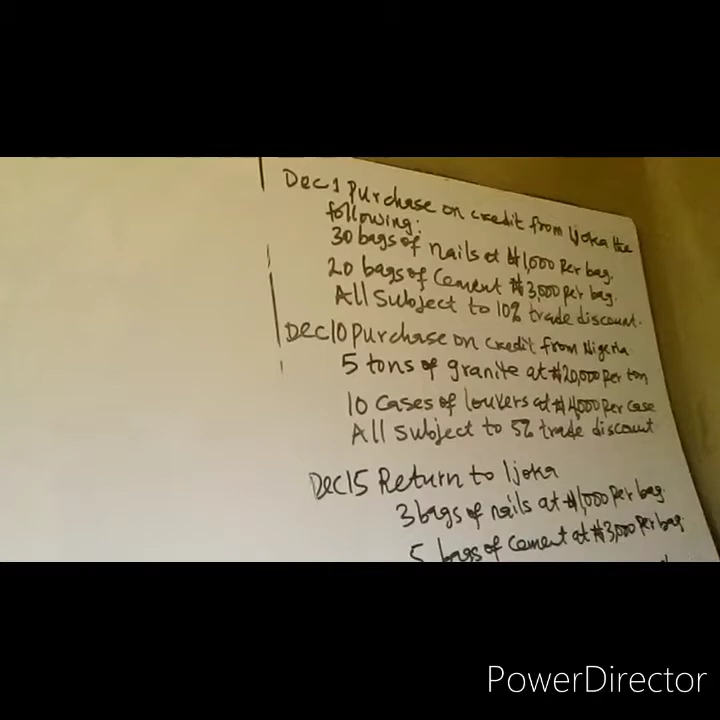 Dec 1 Purchase on credit from Ijoka the
following:
30 bags of nails at ₦1,000 per bag.
20 bags of Cement ₦3,000 per bag.
All Subject to 10% trade discount.
Dec 10 Purchase on credit from Nigeria
5 tons of granite at ₦20,000 per ton
10 Cases of louvers at ₦4,000 per case
All Subject to 5% trade discount
Dec 15 Return to Ijoka
3 bags of nails at ₦1,000 per bag.
5 bags of Cement at ₦3,000 per bag
PowerDirector